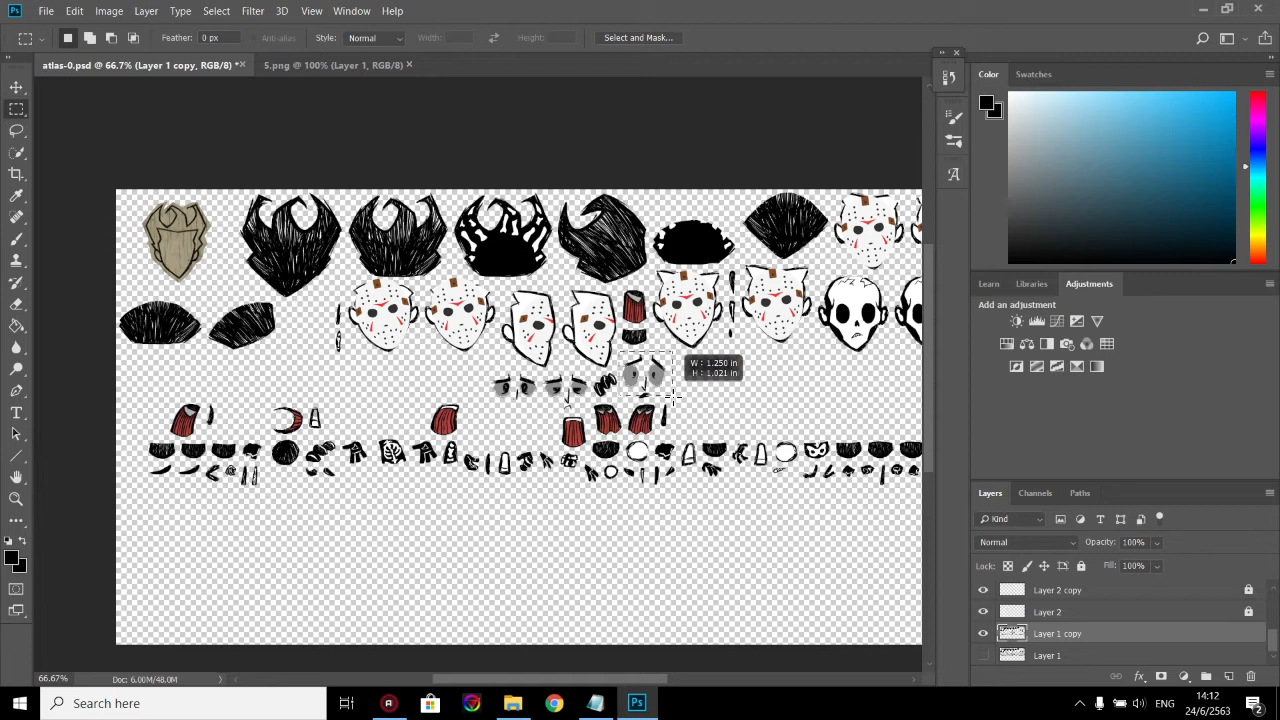 Ps File Edit Image Layer Type Select Filter 3D View Window Help
Feather: 0 px Anti-alias Style: Normal Width: Height: Select and Mask...
atlas-0.psd @ 66.7% (Layer 1 copy, RGB/8) * 5.png @ 100% (Layer 1, RGB/8)
Color Swatches
W: 1.250 in
H: 1.021 in
Learn Libraries Adjustments
Add an adjustment
Layers Channels Paths
Kind
Normal Opacity: 100%
Lock: Fill: 100%
Layer 2 copy
Layer 2
Layer 1 copy
Layer 1
66.67% Doc: 6.00M/48.0M
Search here
Ps
ENG
14:12
24/6/2563
2